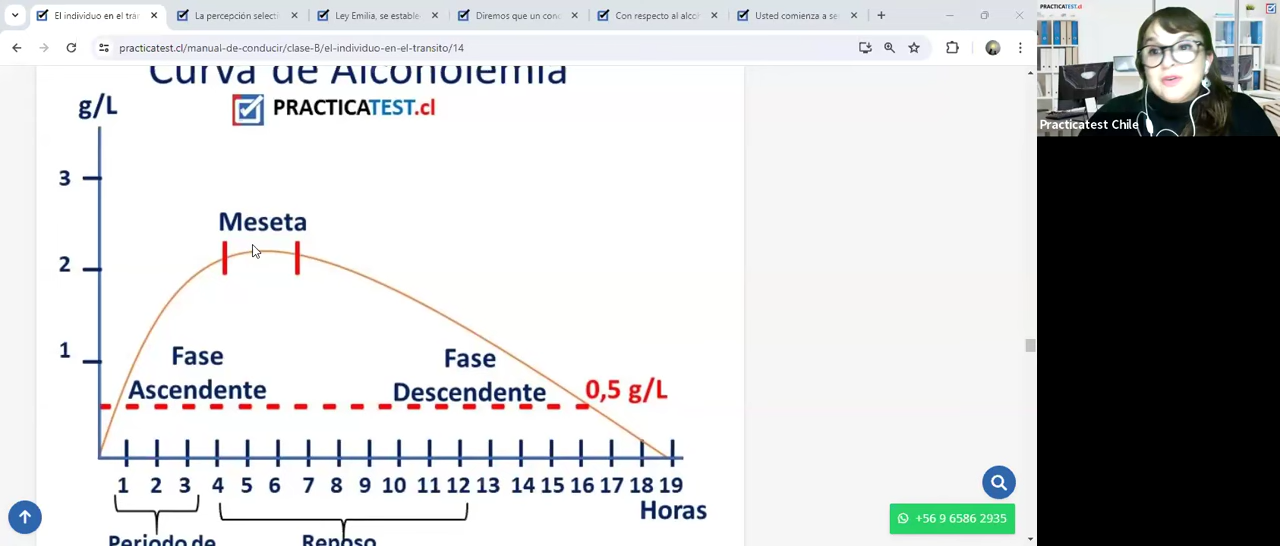 El individuo en el trán
La percepción selecti
Ley Emilia, se estable
Diremos que un con
Con respecto al alco
Usted comienza a se
practicatest.cl/manual-de-conducir/clase-B/el-individuo-en-el-transito/14
PRACTICATEST.cl
Practicatest Chile
Curva de Alcoholemia
g/L
PRACTICATEST.cl
3
Meseta
2
1
Fase
Ascendente
Fase
Descendente
0,5 g/L
1 2 3 4 5 6 7 8 9 10 11 12 13 14 15 16 17 18 19
Horas
Periodo de
Reposo
+56 9 6586 2935